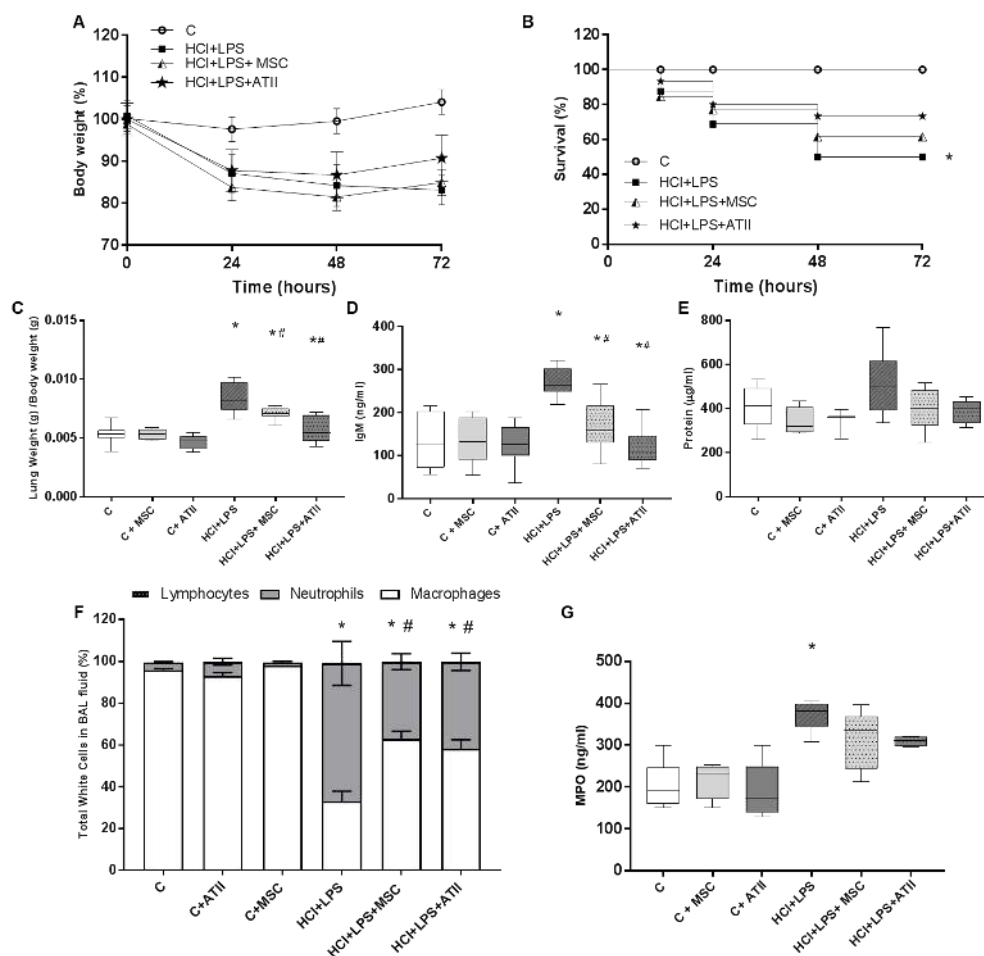 A
C
HCl+LPS
HCl+LPS+ MSC
HCl+LPS+ATII
Body weight (%)
120
110
100
90
80
70
0
24
48
72
Time (hours)
B
Survival (%)
120
100
80
60
40
20
0
C
HCl+LPS
HCl+LPS+MSC
HCl+LPS+ATII
*
0
24
48
72
Time (hours)
C
Lung Weight (g) /Body weight (g)
0.015
0.010
0.005
0.000
*
*#
*#
C
C + MSC
C+ ATII
HCl+LPS
HCl+LPS+ MSC
HCl+LPS+ATII
D
IgM (ng/ml)
400
300
200
100
0
*
*#
*#
C
C + MSC
C+ ATII
HCl+LPS
HCl+LPS+ MSC
HCl+LPS+ATII
E
Protein (µg/ml)
800
600
400
200
0
C
C + MSC
C+ ATII
HCl+LPS
HCl+LPS+ MSC
HCl+LPS+ATII
Lymphocytes Neutrophils Macrophages
F
Total White Cells in BAL fluid (%)
120
100
80
60
40
20
0
*
* #
* #
C
C+ATII
C+MSC
HCl+LPS
HCl+LPS+MSC
HCl+LPS+ATII
G
MPO (ng/ml)
500
400
300
200
100
0
*
C
C + MSC
C+ ATII
HCl+LPS
HCl+LPS+ MSC
HCl+LPS+ATII